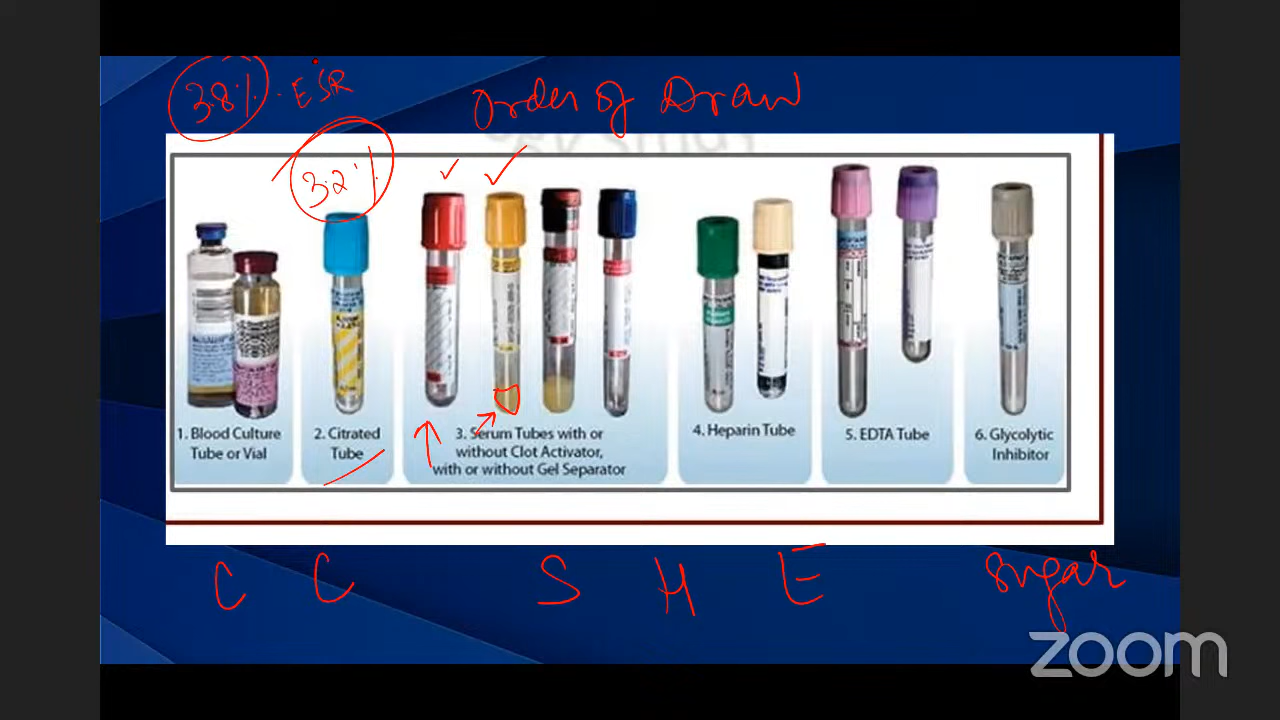 3.8% - ESR
Order of Draw
3.2%
1. Blood Culture
Tube or Vial
2. Citrated
Tube
3. Serum Tubes with or
without Clot Activator,
with or without Gel Separator
4. Heparin Tube
5. EDTA Tube
6. Glycolytic
Inhibitor
C C S H E Sugar
zoom